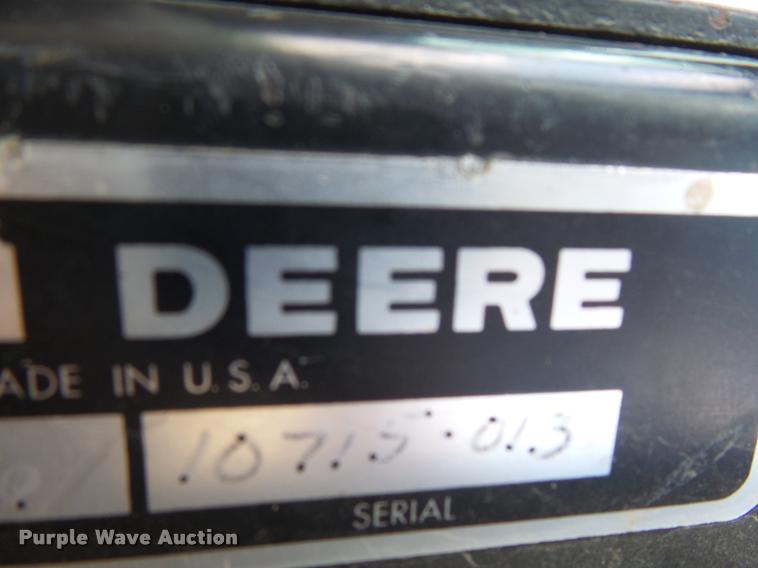 DEERE
ADE IN U.S.A.
10715.013
SERIAL
Purple Wave Auction